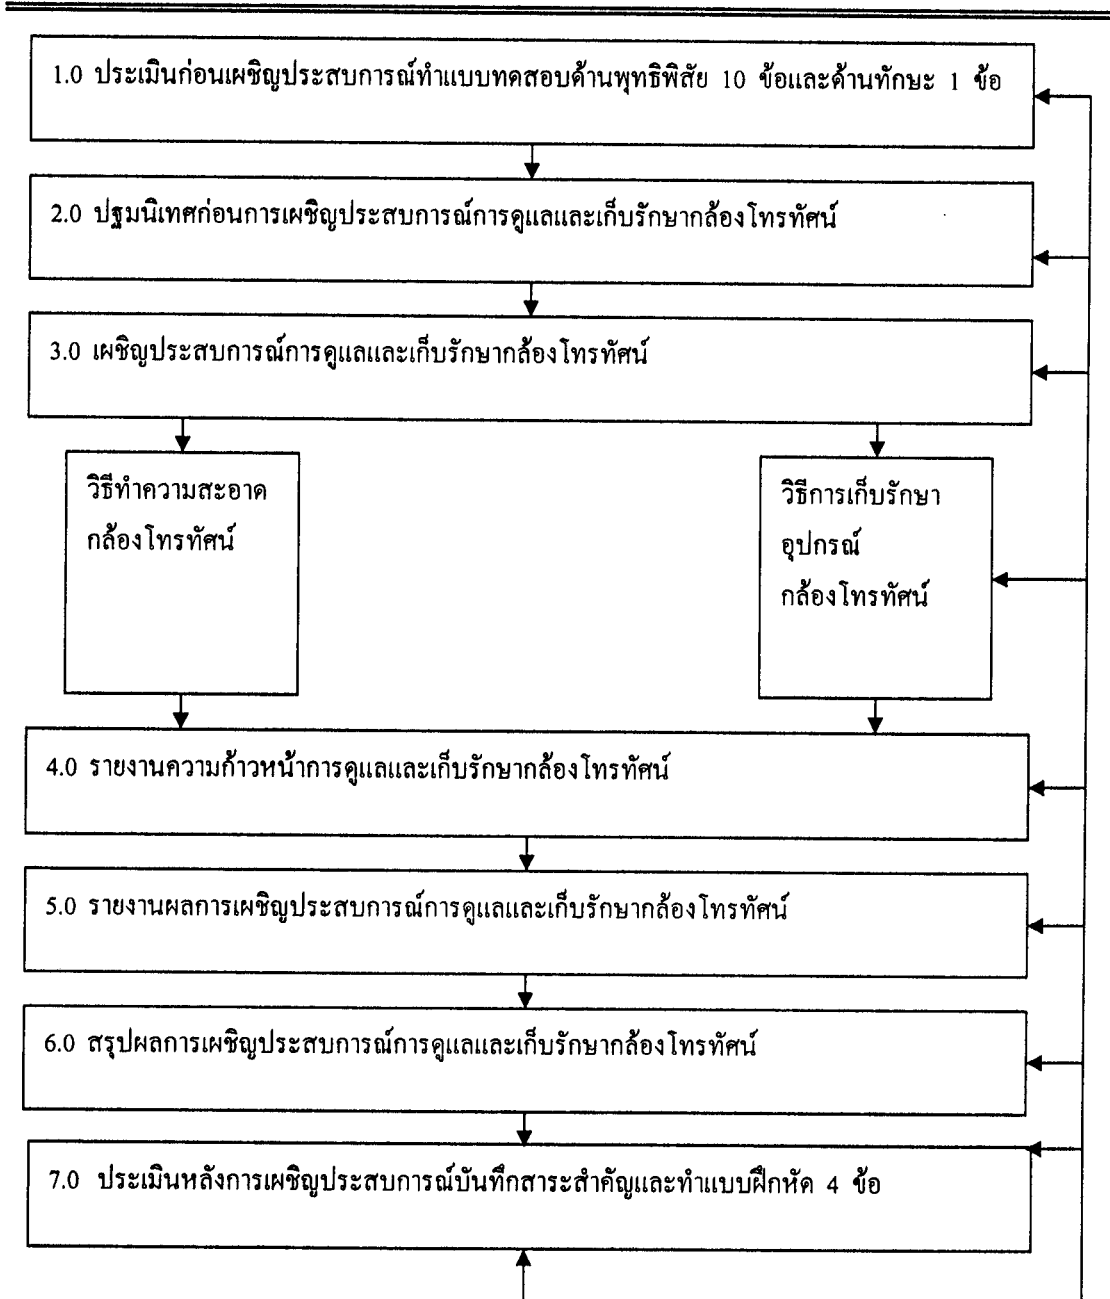 1.0 ประเมินก่อนเผชิญประสบการณ์ทำแบบทดสอบด้านพุทธิพิสัย 10 ข้อและด้านทักษะ 1 ข้อ
2.0 ปฐมนิเทศก่อนการเผชิญประสบการณ์การดูแลและเก็บรักษากล้องโทรทัศน์
3.0 เผชิญประสบการณ์การดูแลและเก็บรักษากล้องโทรทัศน์
วิธีทำความสะอาด
กล้องโทรทัศน์
วิธีการเก็บรักษา
อุปกรณ์
กล้องโทรทัศน์
4.0 รายงานความก้าวหน้าการดูแลและเก็บรักษากล้องโทรทัศน์
5.0 รายงานผลการเผชิญประสบการณ์การดูแลและเก็บรักษากล้องโทรทัศน์
6.0 สรุปผลการเผชิญประสบการณ์การดูแลและเก็บรักษากล้องโทรทัศน์
7.0 ประเมินหลังการเผชิญประสบการณ์บันทึกสาระสำคัญและทำแบบฝึกหัด 4 ข้อ